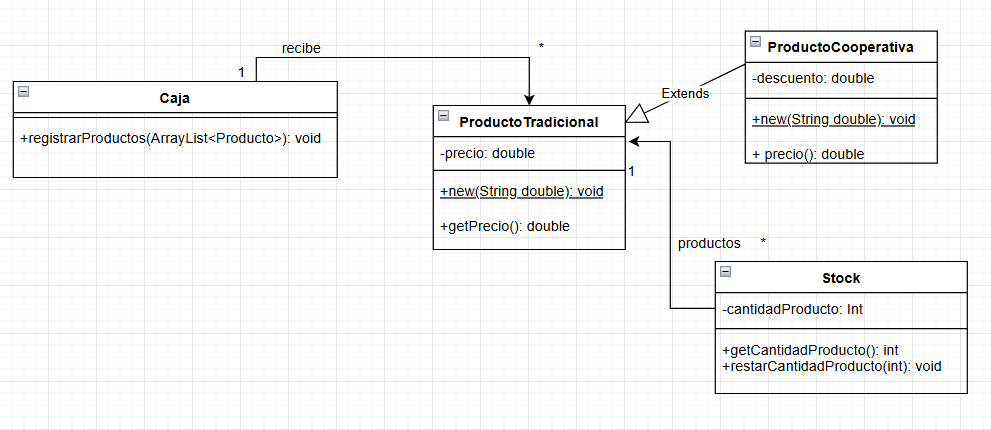 recibe
*
1
Caja
+registrarProductos(ArrayList<Producto>): void
ProductoTradicional
-precio: double
+new(String double): void
+getPrecio(): double
Extends
ProductoCooperativa
-descuento: double
+new(String double): void
+ precio(): double
1
productos
*
Stock
-cantidadProducto: Int
+getCantidadProducto(): int
+restarCantidadProducto(int): void